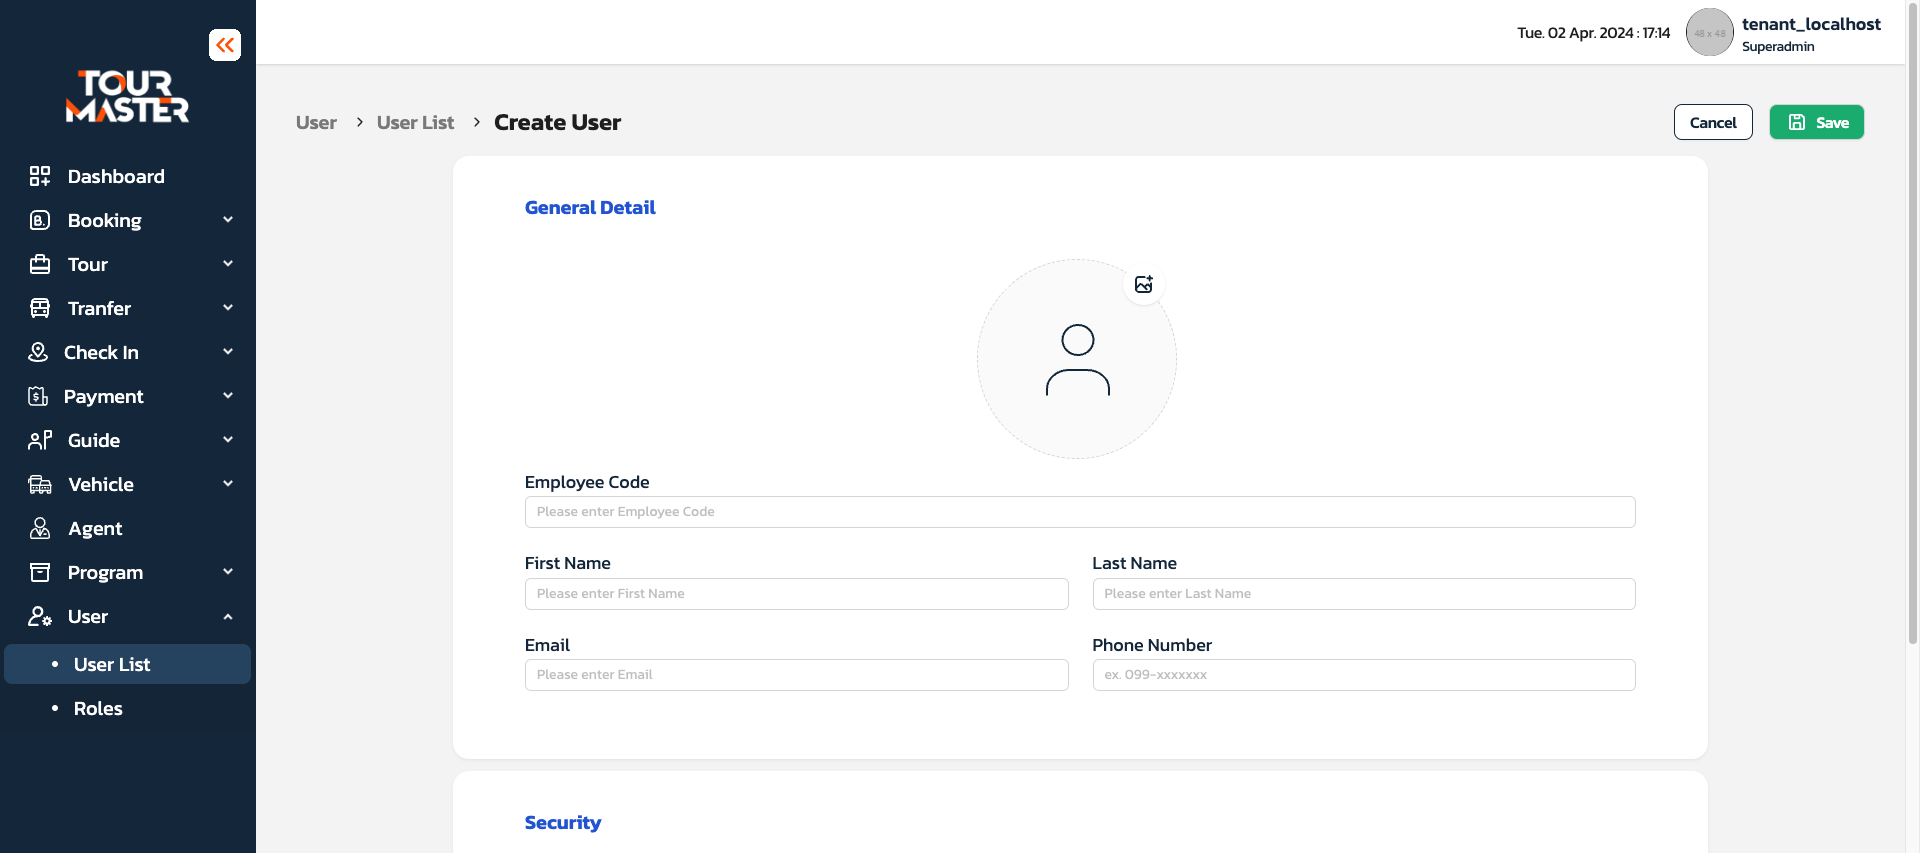 Tue. 02 Apr. 2024 : 17:14
48 x 48
tenant_localhost
Superadmin
TOUR
MASTER
Dashboard
Booking
Tour
Tranfer
Check In
Payment
Guide
Vehicle
Agent
Program
User
• User List
• Roles
User > User List > Create User
Cancel
Save
General Detail
Employee Code
Please enter Employee Code
First Name
Please enter First Name
Last Name
Please enter Last Name
Email
Please enter Email
Phone Number
ex. 099-xxxxxxx
Security